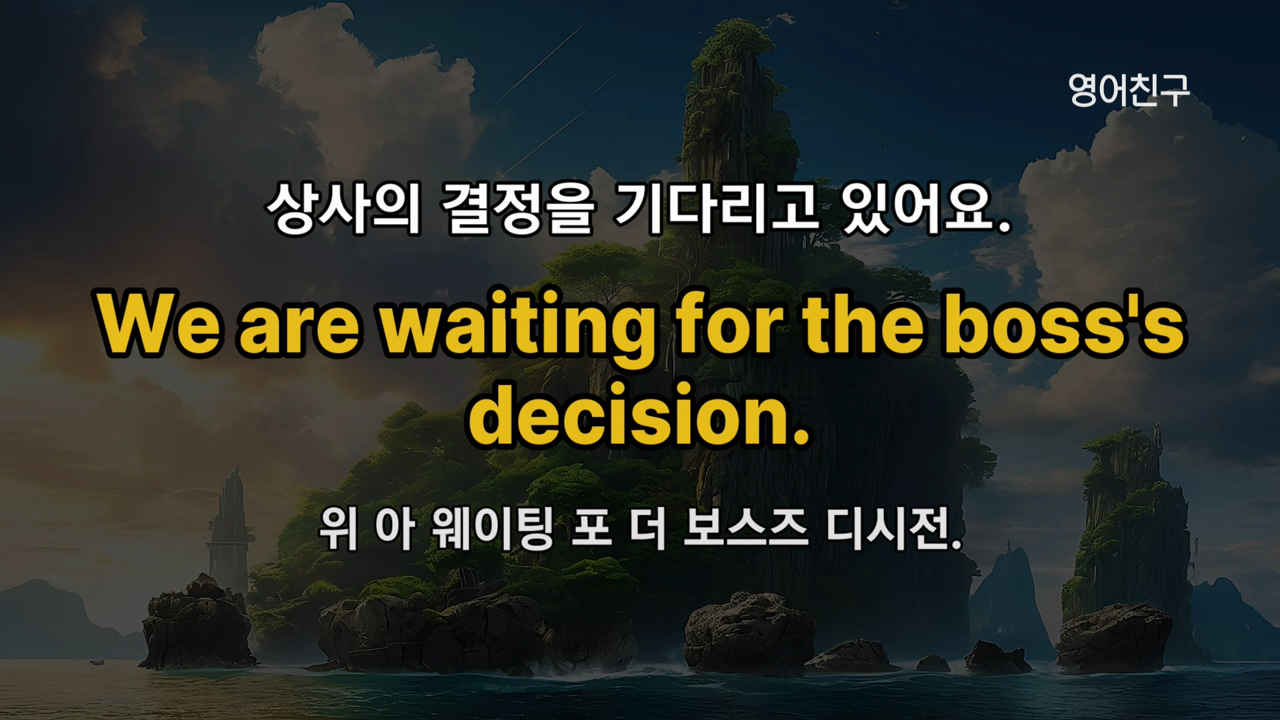 영어친구
상사의 결정을 기다리고 있어요.
We are waiting for the boss's
decision.
위 아 웨이팅 포 더 보스즈 디시전.